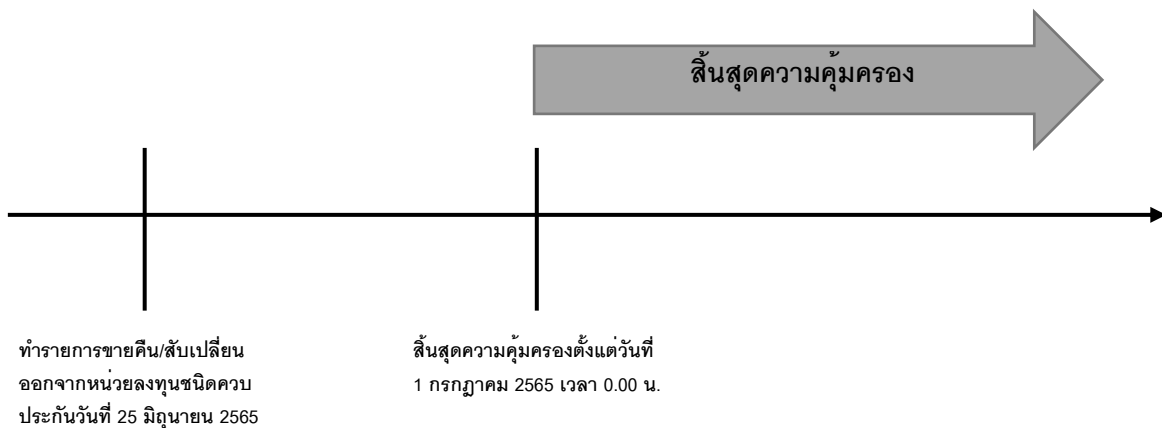 สิ้นสุดความคุ้มครอง
ทำรายการขายคืน/สับเปลี่ยน
ออกจากหน่วยลงทุนชนิดควบ
ประกันวันที่ 25 มิถุนายน 2565
สิ้นสุดความคุ้มครองตั้งแต่วันที่
1 กรกฎาคม 2565 เวลา 0.00 น.